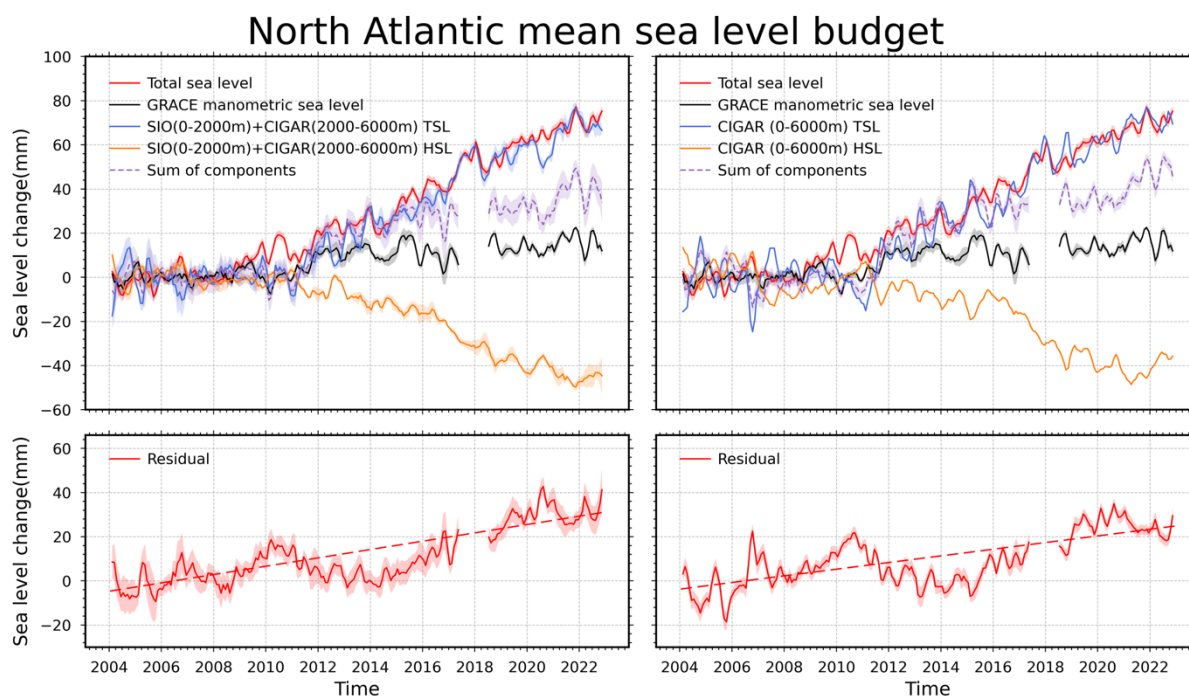 North Atlantic mean sea level budget
Sea level change(mm)
100
80
60
40
20
0
−20
−40
−60
Total sea level
GRACE manometric sea level
SIO(0-2000m)+CIGAR(2000-6000m) TSL
SIO(0-2000m)+CIGAR(2000-6000m) HSL
Sum of components
Total sea level
GRACE manometric sea level
CIGAR (0-6000m) TSL
CIGAR (0-6000m) HSL
Sum of components
Sea level change(mm)
60
40
20
0
−20
Residual
Residual
2004 2006 2008 2010 2012 2014 2016 2018 2020 2022
2004 2006 2008 2010 2012 2014 2016 2018 2020 2022
Time
Time